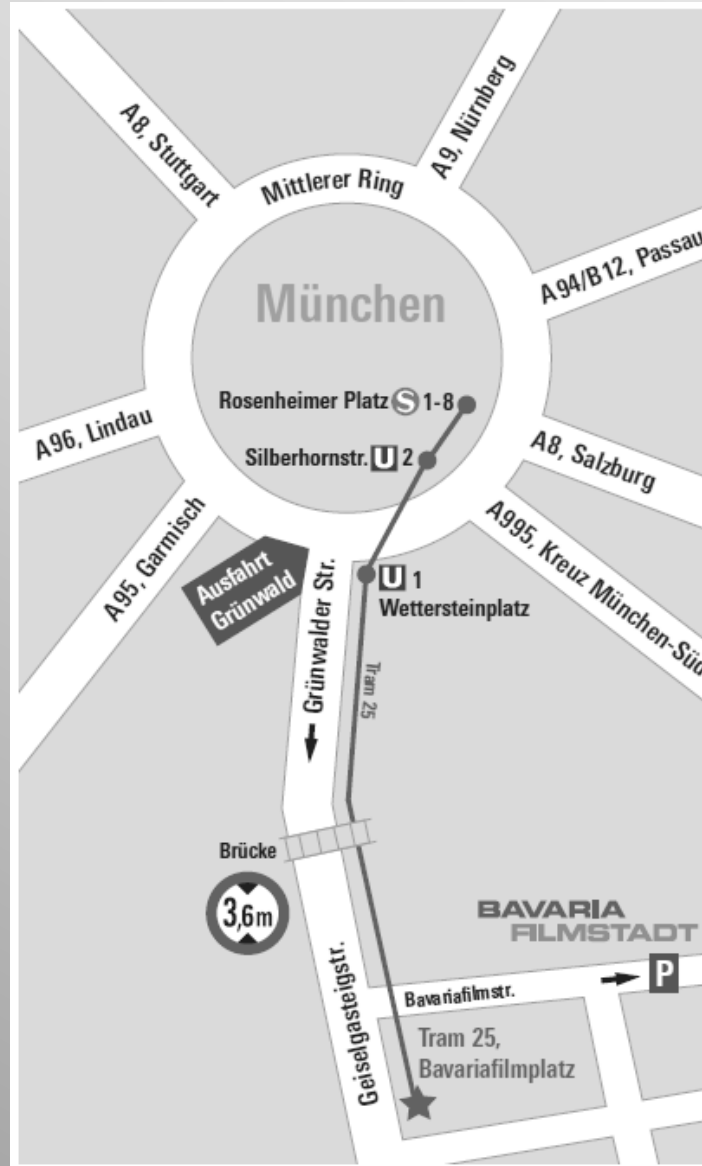 A8, Stuttgart
A9, Nürnberg
Mittlerer Ring
A94/B12, Passau
München
Rosenheimer Platz S 1-8
A96, Lindau
Silberhornstr. U 2
A8, Salzburg
A95, Garmisch
A995, Kreuz München-Süd
Ausfahrt
Grünwald
U 1
Wettersteinplatz
Grünwalder Str.
Tram 25
Brücke
3,6m
BAVARIA
FILMSTADT
P
Geiselgasteigstr.
Bavariafilmstr.
Tram 25,
Bavariafilmplatz